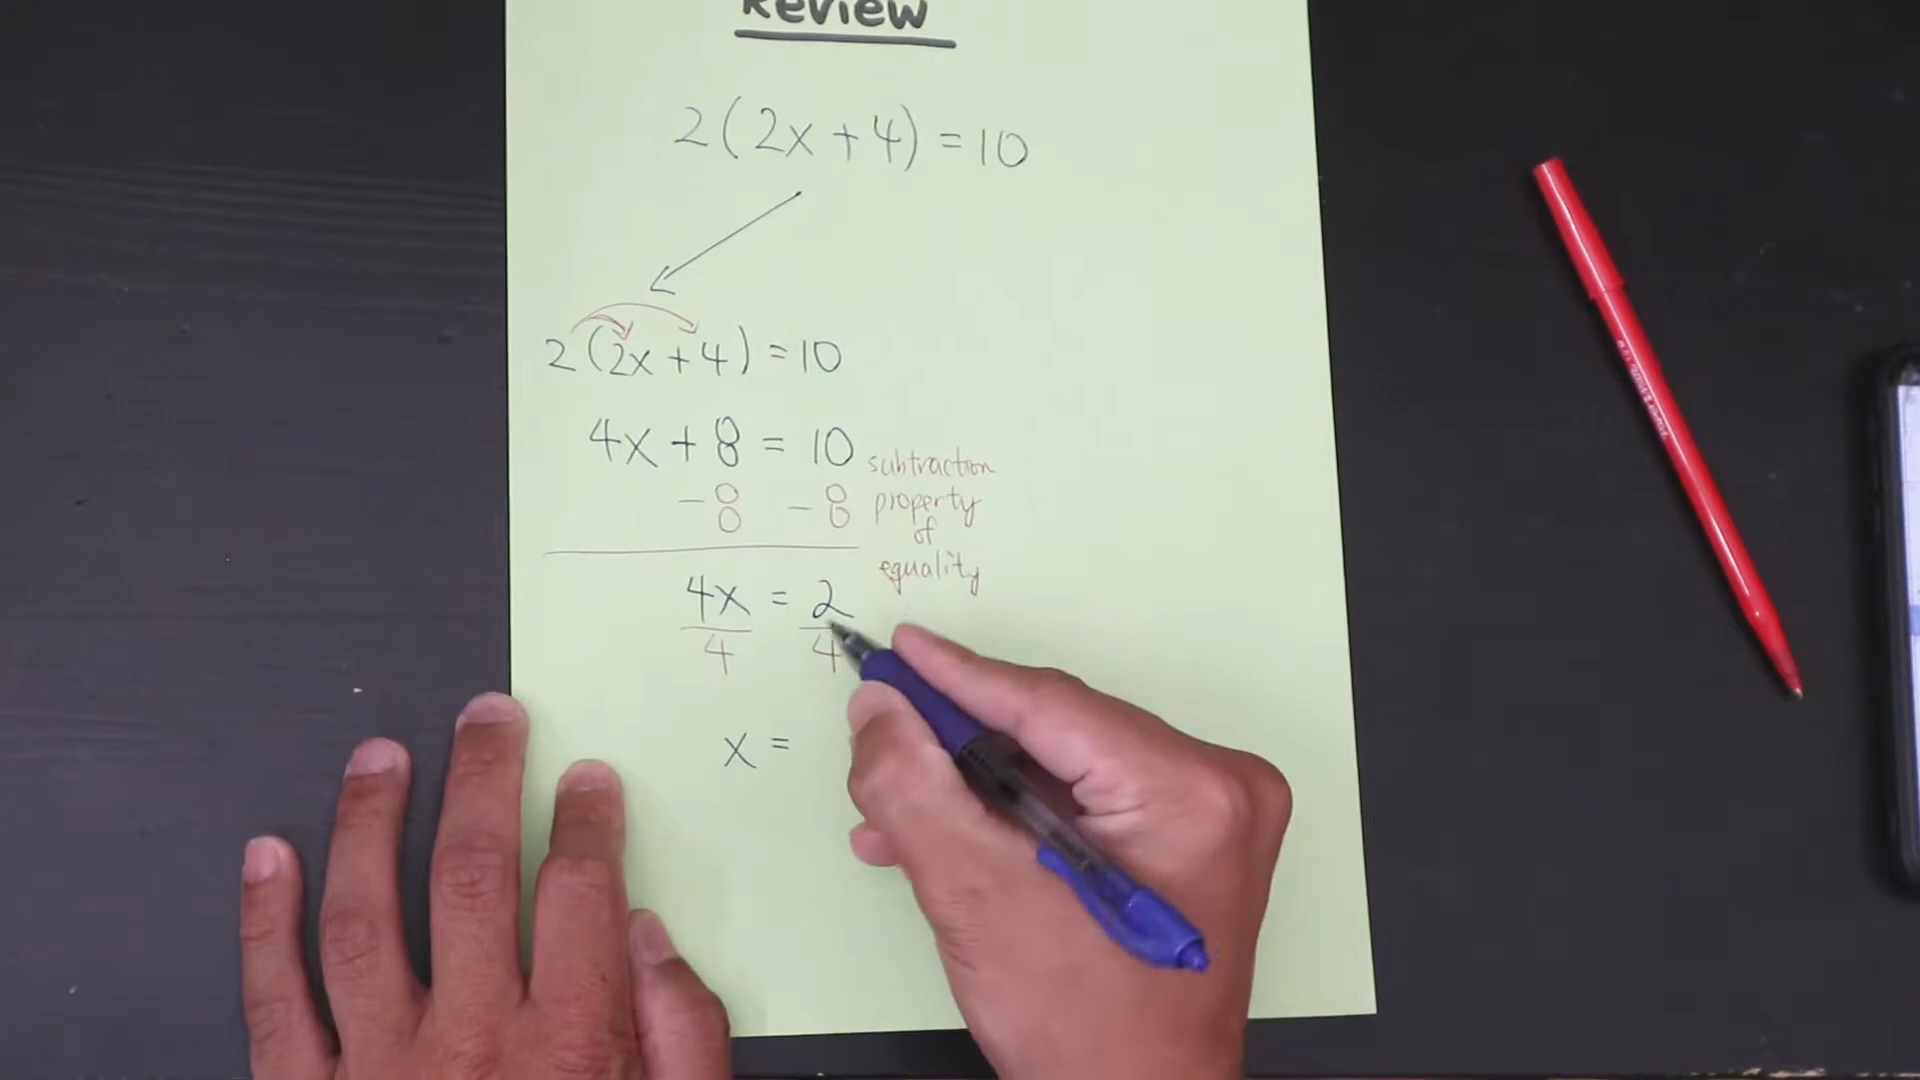 Review
2(2x+4)=10
2(2x+4)=10
4x+8=10
-8 -8
subtraction
property
of
equality
4x=2
4 4
x=